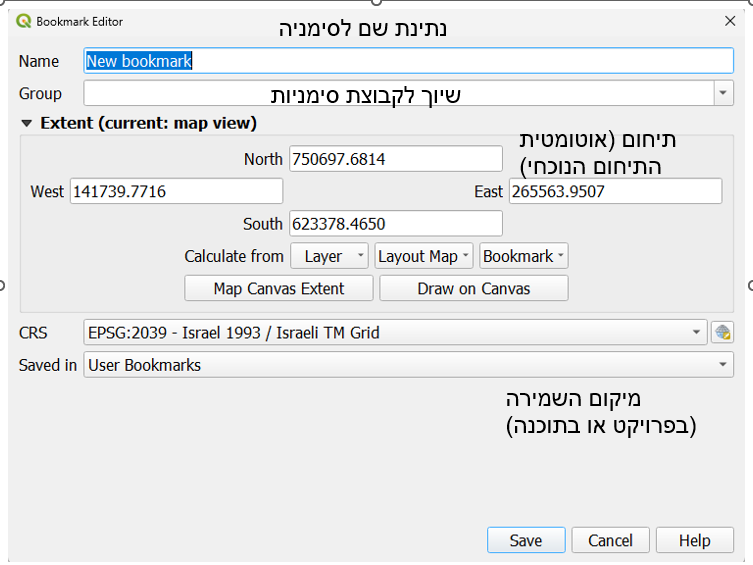 Bookmark Editor
נתינת שם לסימניה
Name New bookmark
Group שיוך לקבוצת סימניות
Extent (current: map view)
תיחום (אוטומטית
התיחום הנוכחי)
North 750697.6814
West 141739.7716 East 265563.9507
South 623378.4650
Calculate from Layer Layout Map Bookmark
Map Canvas Extent Draw on Canvas
CRS EPSG:2039 - Israel 1993 / Israeli TM Grid
Saved in User Bookmarks
מיקום השמירה
(בפרויקט או בתוכנה)
Save Cancel Help